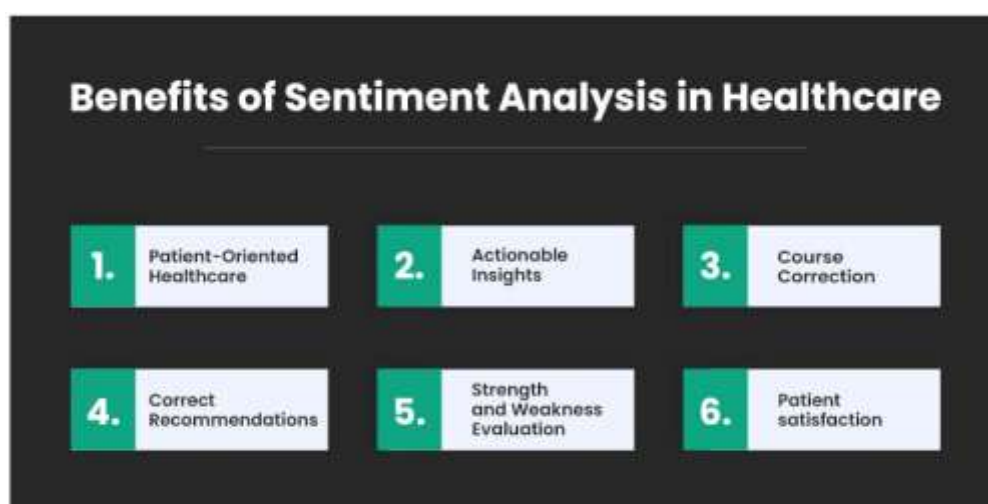 Benefits of Sentiment Analysis in Healthcare
1.
Patient-Oriented
Healthcare
2.
Actionable
Insights
3.
Course
Correction
4.
Correct
Recommendations
5.
Strength
and Weakness
Evaluation
6.
Patient
satisfaction